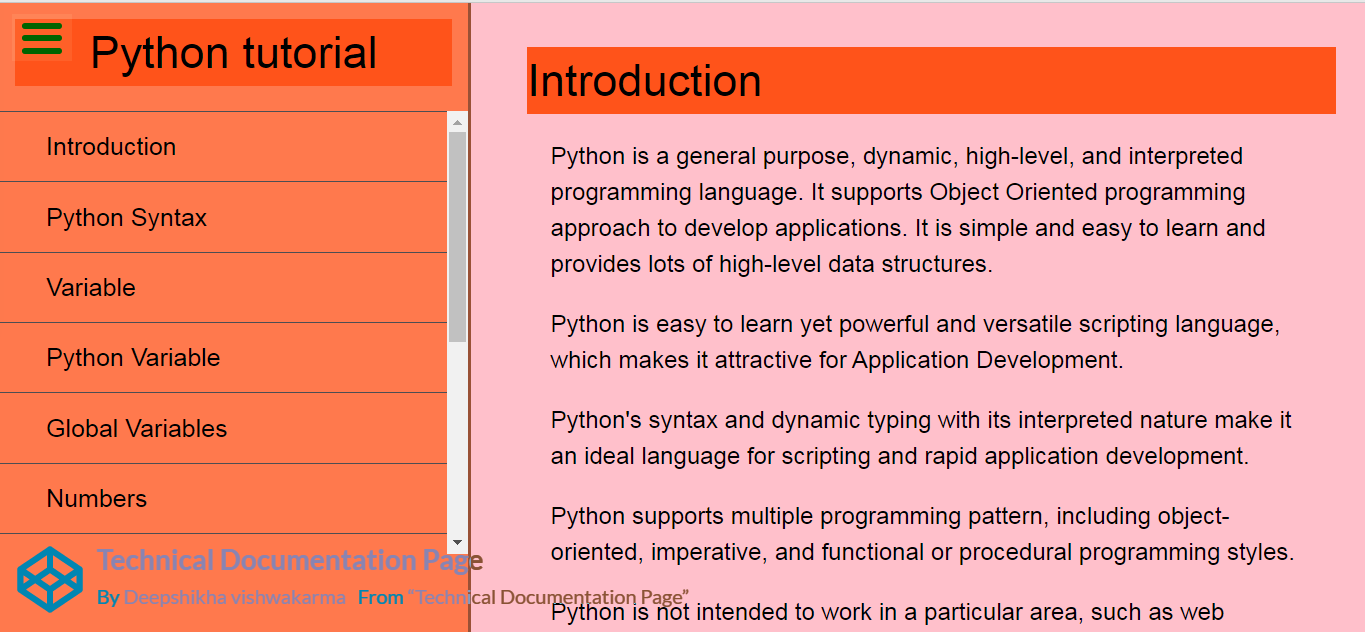 Python tutorial
Introduction
Python Syntax
Variable
Python Variable
Global Variables
Numbers
Technical Documentation Page
By Deepshikha vishwakarma From “Technical Documentation Page”
Introduction
Python is a general purpose, dynamic, high-level, and interpreted
programming language. It supports Object Oriented programming
approach to develop applications. It is simple and easy to learn and
provides lots of high-level data structures.
Python is easy to learn yet powerful and versatile scripting language,
which makes it attractive for Application Development.
Python's syntax and dynamic typing with its interpreted nature make it
an ideal language for scripting and rapid application development.
Python supports multiple programming pattern, including object-
oriented, imperative, and functional or procedural programming styles.
Python is not intended to work in a particular area, such as web